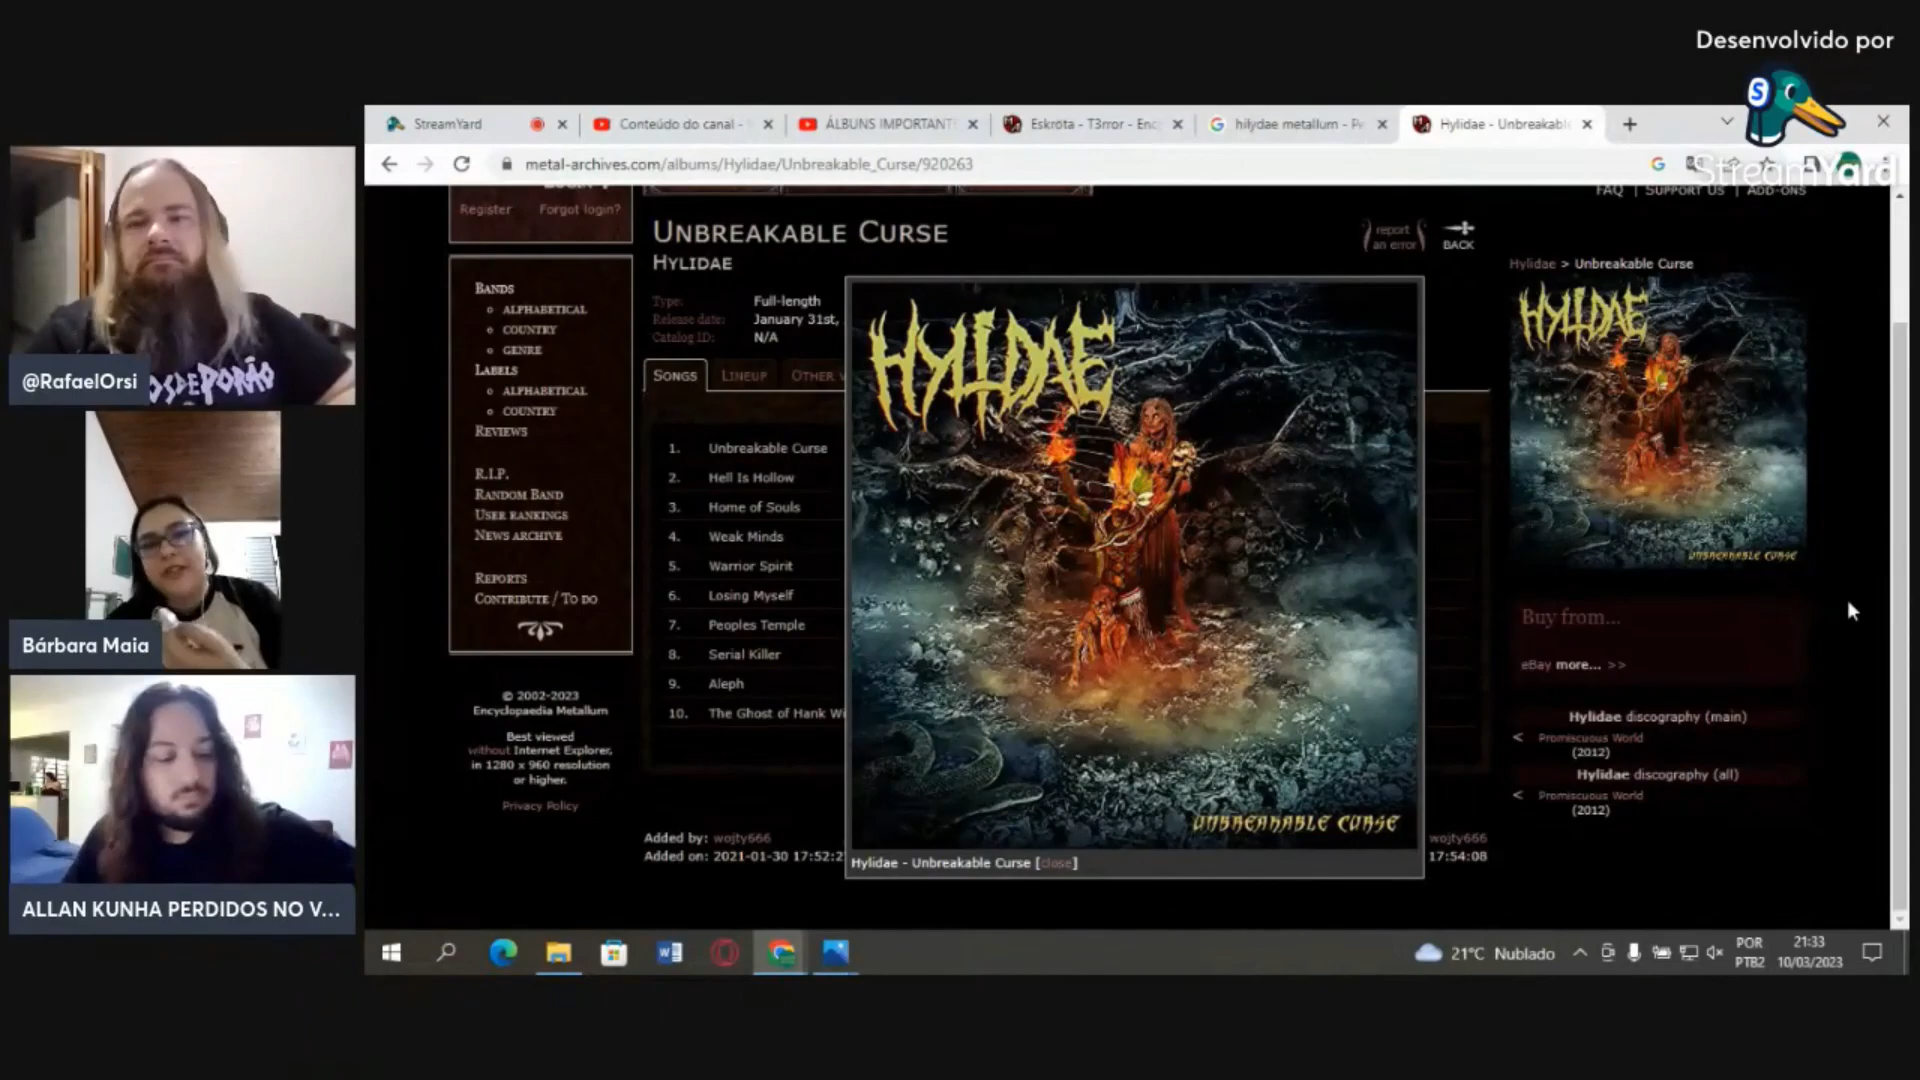 Desenvolvido por
StreamYard
StreamYard
Conteúdo do canal -
ÁLBUNS IMPORTANT
Eskröta - T3rror - Enc
hilydae metallum - Pe
Hylidae - Unbreakabl
metal-archives.com/albums/Hylidae/Unbreakable_Curse/920263
Register Forgot login?
FAQ | Support Us | Add-ons
Unbreakable Curse
Hylidae
report an error
BACK
Type: Full-length
Release date: January 31st,
Catalog ID: N/A
Songs Lineup Other v
1. Unbreakable Curse
2. Hell Is Hollow
3. Home of Souls
4. Weak Minds
5. Warrior Spirit
6. Losing Myself
7. Peoples Temple
8. Serial Killer
9. Aleph
10. The Ghost of Hank Wi
Bands
Alphabetical
Country
Genre
Labels
Alphabetical
Country
Reviews
R.I.P.
Random Band
User rankings
News archive
Reports
Contribute / To do
© 2002-2023
Encyclopaedia Metallum
Best viewed
without Internet Explorer,
in 1280 x 960 resolution
or higher.
Privacy Policy
Added by: wojty666
Added on: 2021-01-30 17:52:2
HYLIDAE
UNBREAKABLE CURSE
Hylidae - Unbreakable Curse [close]
wojty666
17:54:08
Hylidae > Unbreakable Curse
HYLIDAE
UNBREAKABLE CURSE
Buy from...
eBay more... >>
Hylidae discography (main)
< Promiscuous World
(2012)
Hylidae discography (all)
< Promiscuous World
(2012)
OSDEPORÃO
@RafaelOrsi
Bárbara Maia
ALLAN KUNHA PERDIDOS NO V...
21°C Nublado
POR
PTB2
21:33
10/03/2023